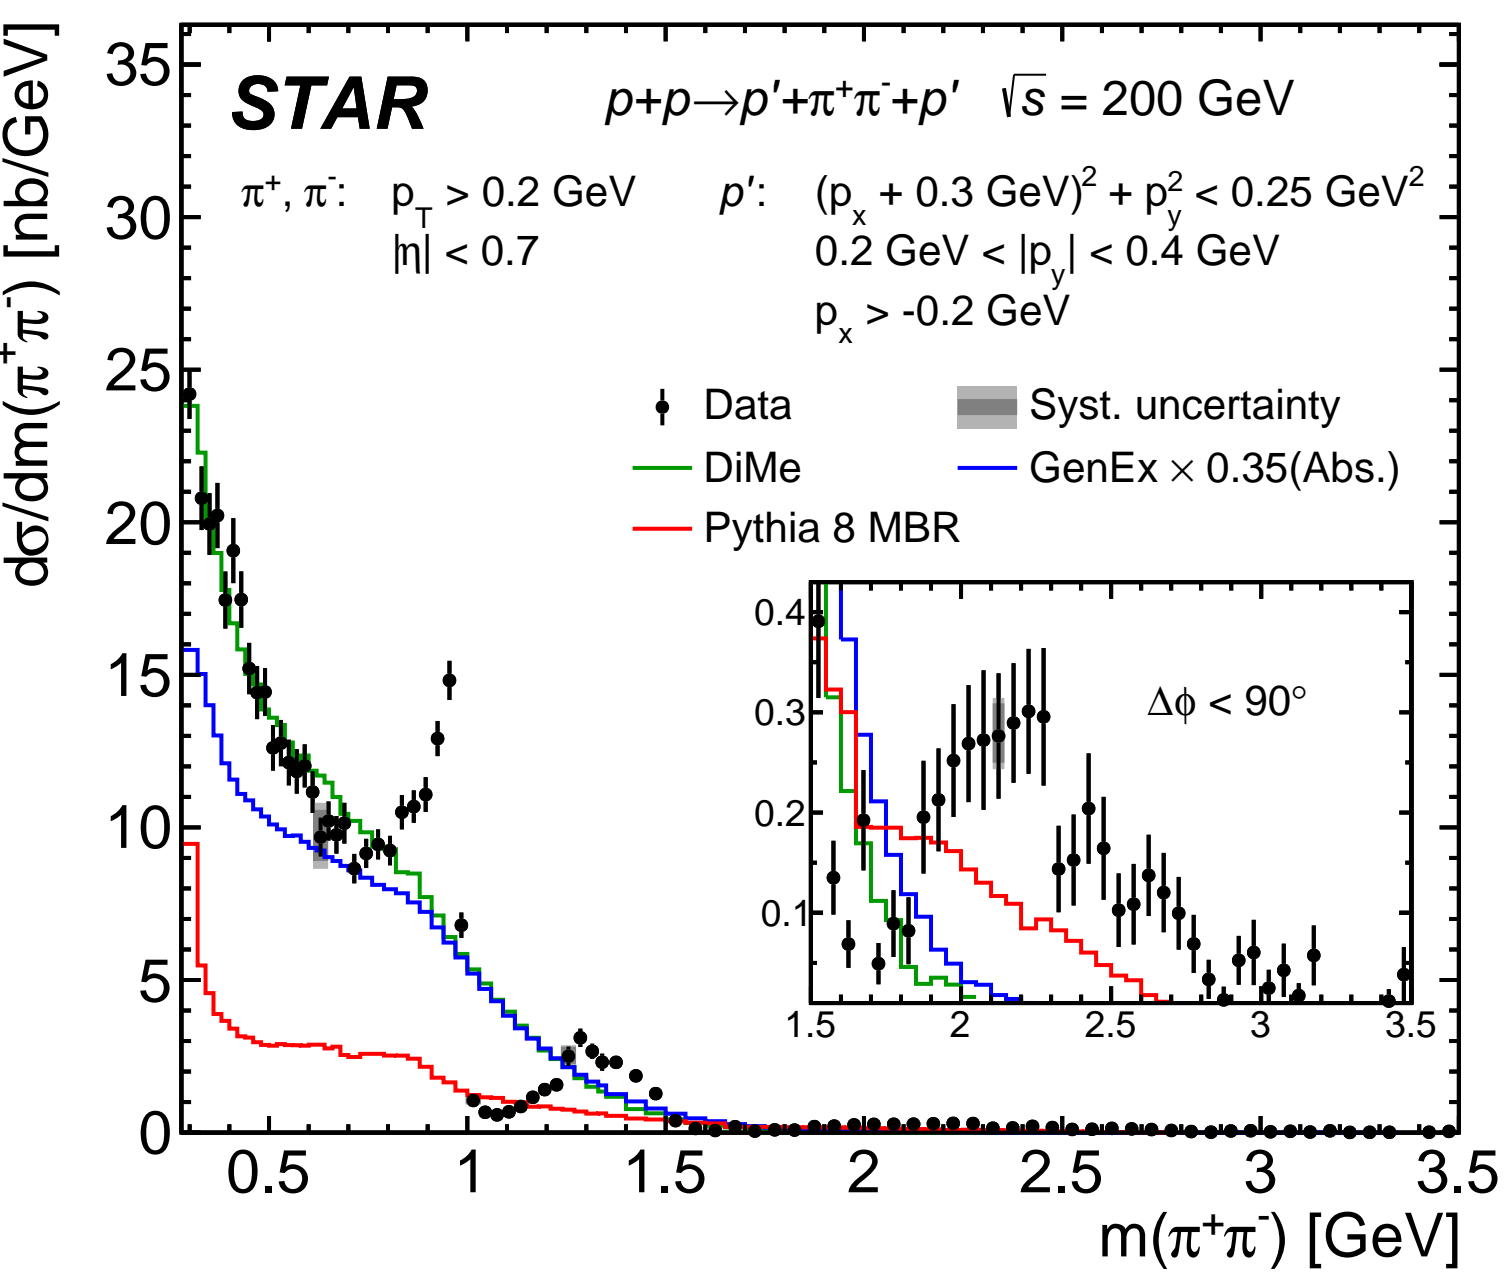 dσ/dm(π⁺π⁻) [nb/GeV]
35
30
25
20
15
10
5
0
STAR
p+p→p′+π⁺π⁻+p′ √s = 200 GeV
π⁺, π⁻: p_T > 0.2 GeV p′: (p_x + 0.3 GeV)² + p_y² < 0.25 GeV²
|η| < 0.7 0.2 GeV < |p_y| < 0.4 GeV
p_x > -0.2 GeV
Data Syst. uncertainty
DiMe GenEx × 0.35(Abs.)
Pythia 8 MBR
0.4
0.3
0.2
0.1
Δϕ < 90°
1.5 2 2.5 3 3.5
0.5 1 1.5 2 2.5 3 3.5
m(π⁺π⁻) [GeV]